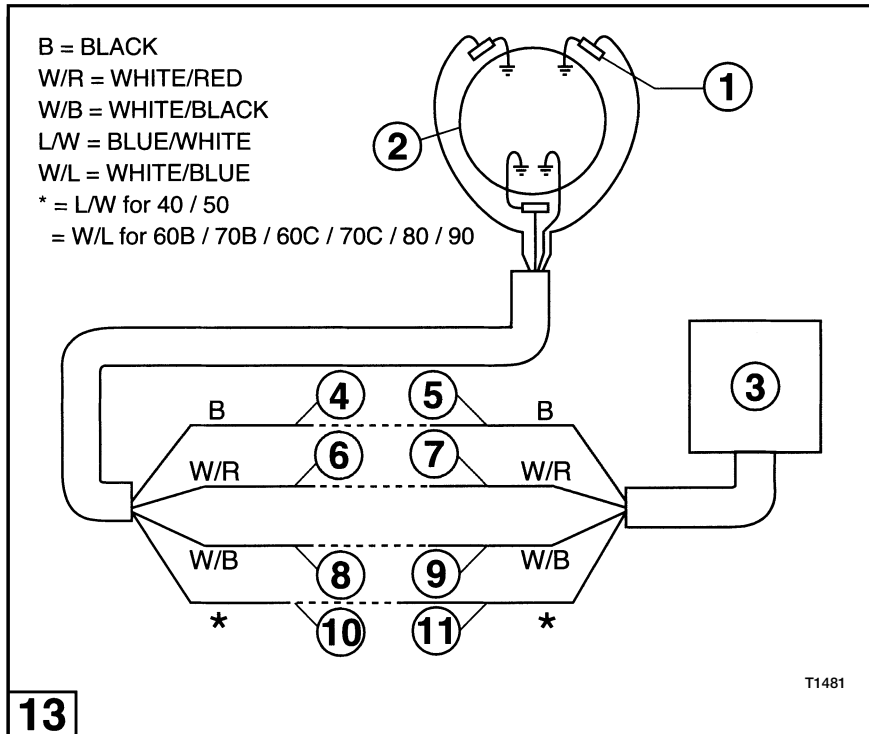 B = BLACK
W/R = WHITE/RED
W/B = WHITE/BLACK
L/W = BLUE/WHITE
W/L = WHITE/BLUE
* = L/W for 40 / 50
= W/L for 60B / 70B / 60C / 70C / 80 / 90
1
2
3
B 4 5 B
W/R 6 7 W/R
W/B 8 9 W/B
* 10 11 *
T1481
13